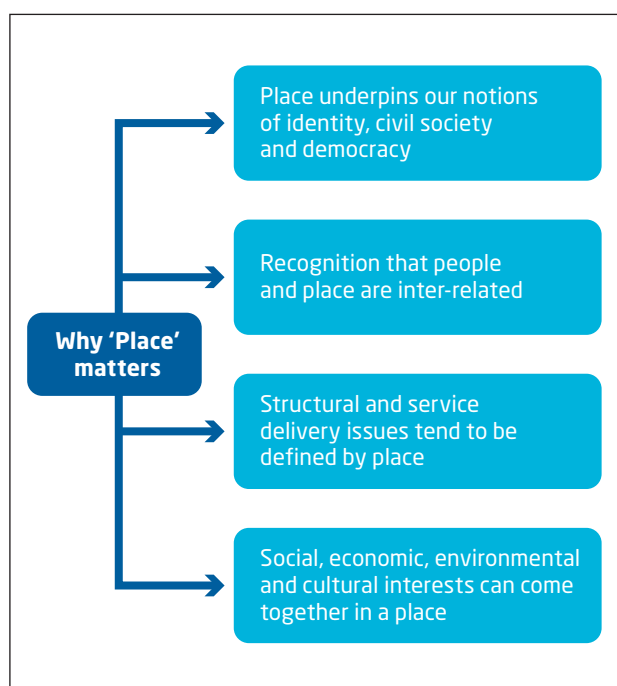 Place underpins our notions
of identity, civil society
and democracy
Recognition that people
and place are inter-related
Why ‘Place’
matters
Structural and service
delivery issues tend to be
defined by place
Social, economic, environmental
and cultural interests can come
together in a place